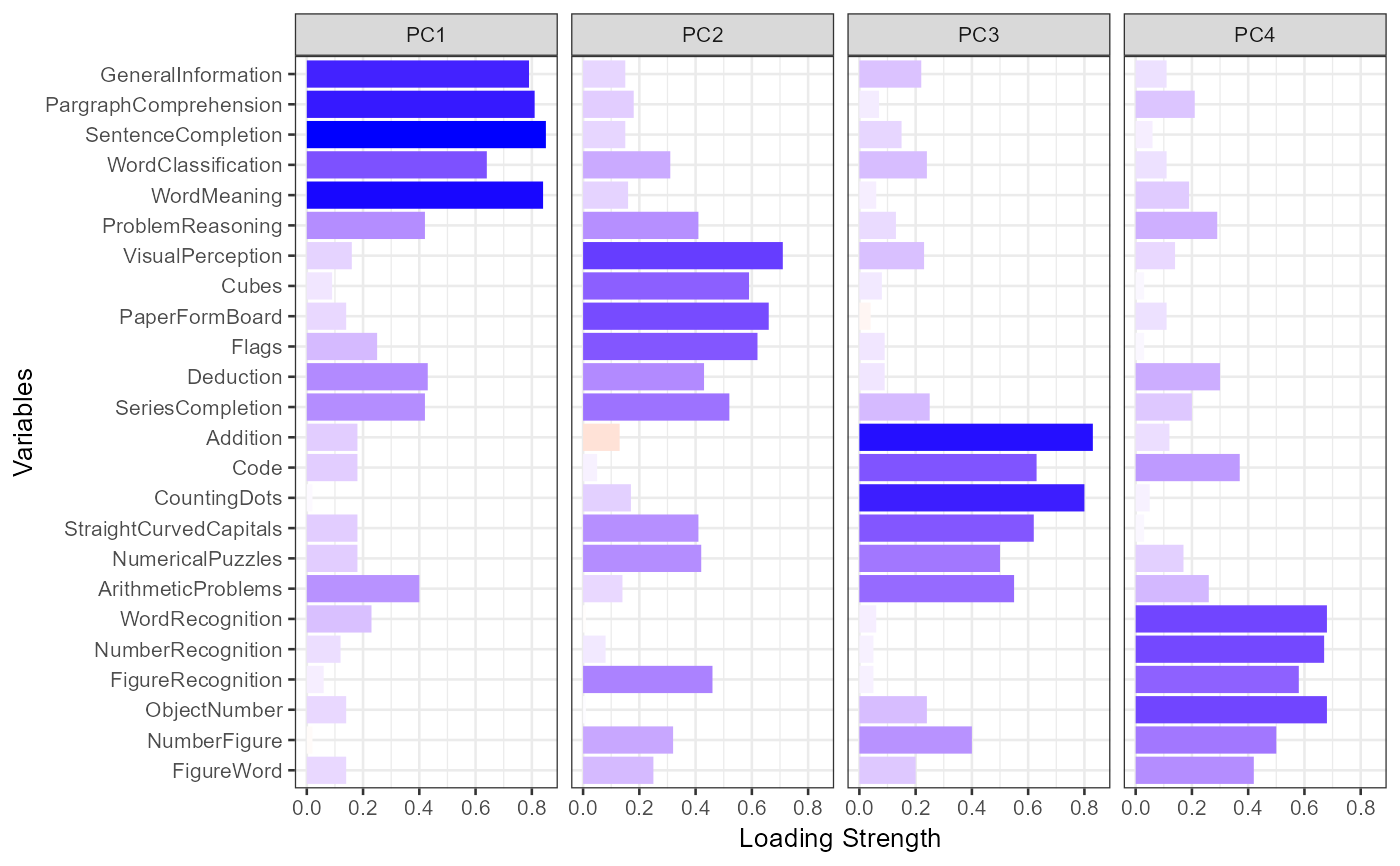 PC1 PC2 PC3 PC4
GeneralInformation
PargraphComprehension
SentenceCompletion
WordClassification
WordMeaning
ProblemReasoning
VisualPerception
Cubes
PaperFormBoard
Flags
Deduction
SeriesCompletion
Addition
Code
CountingDots
StraightCurvedCapitals
NumericalPuzzles
ArithmeticProblems
WordRecognition
NumberRecognition
FigureRecognition
ObjectNumber
NumberFigure
FigureWord
Variables
0.0 0.2 0.4 0.6 0.8 0.0 0.2 0.4 0.6 0.8 0.0 0.2 0.4 0.6 0.8 0.0 0.2 0.4 0.6 0.8
Loading Strength